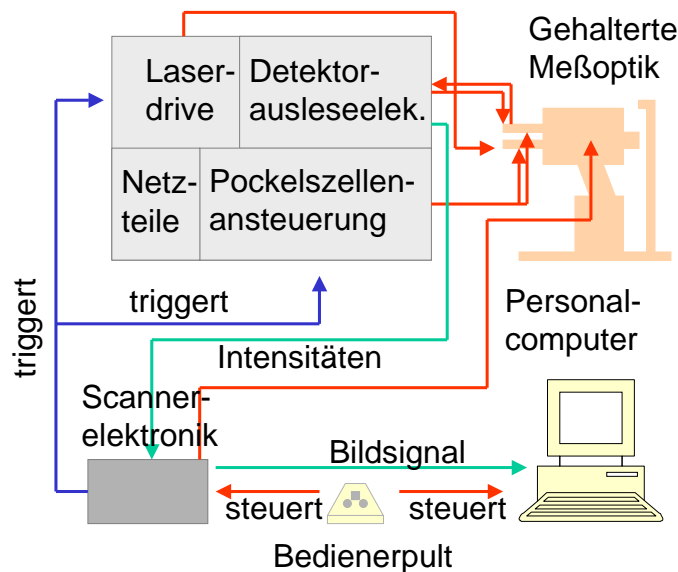 Gehalterte
Meßoptik
Laser-
drive
Detektor-
ausleseelek.
Netz-
teile
Pockelszellen-
ansteuerung
triggert
triggert
Personal-
computer
Intensitäten
Scanner-
elektronik
Bildsignal
steuert
steuert
Bedienerpult